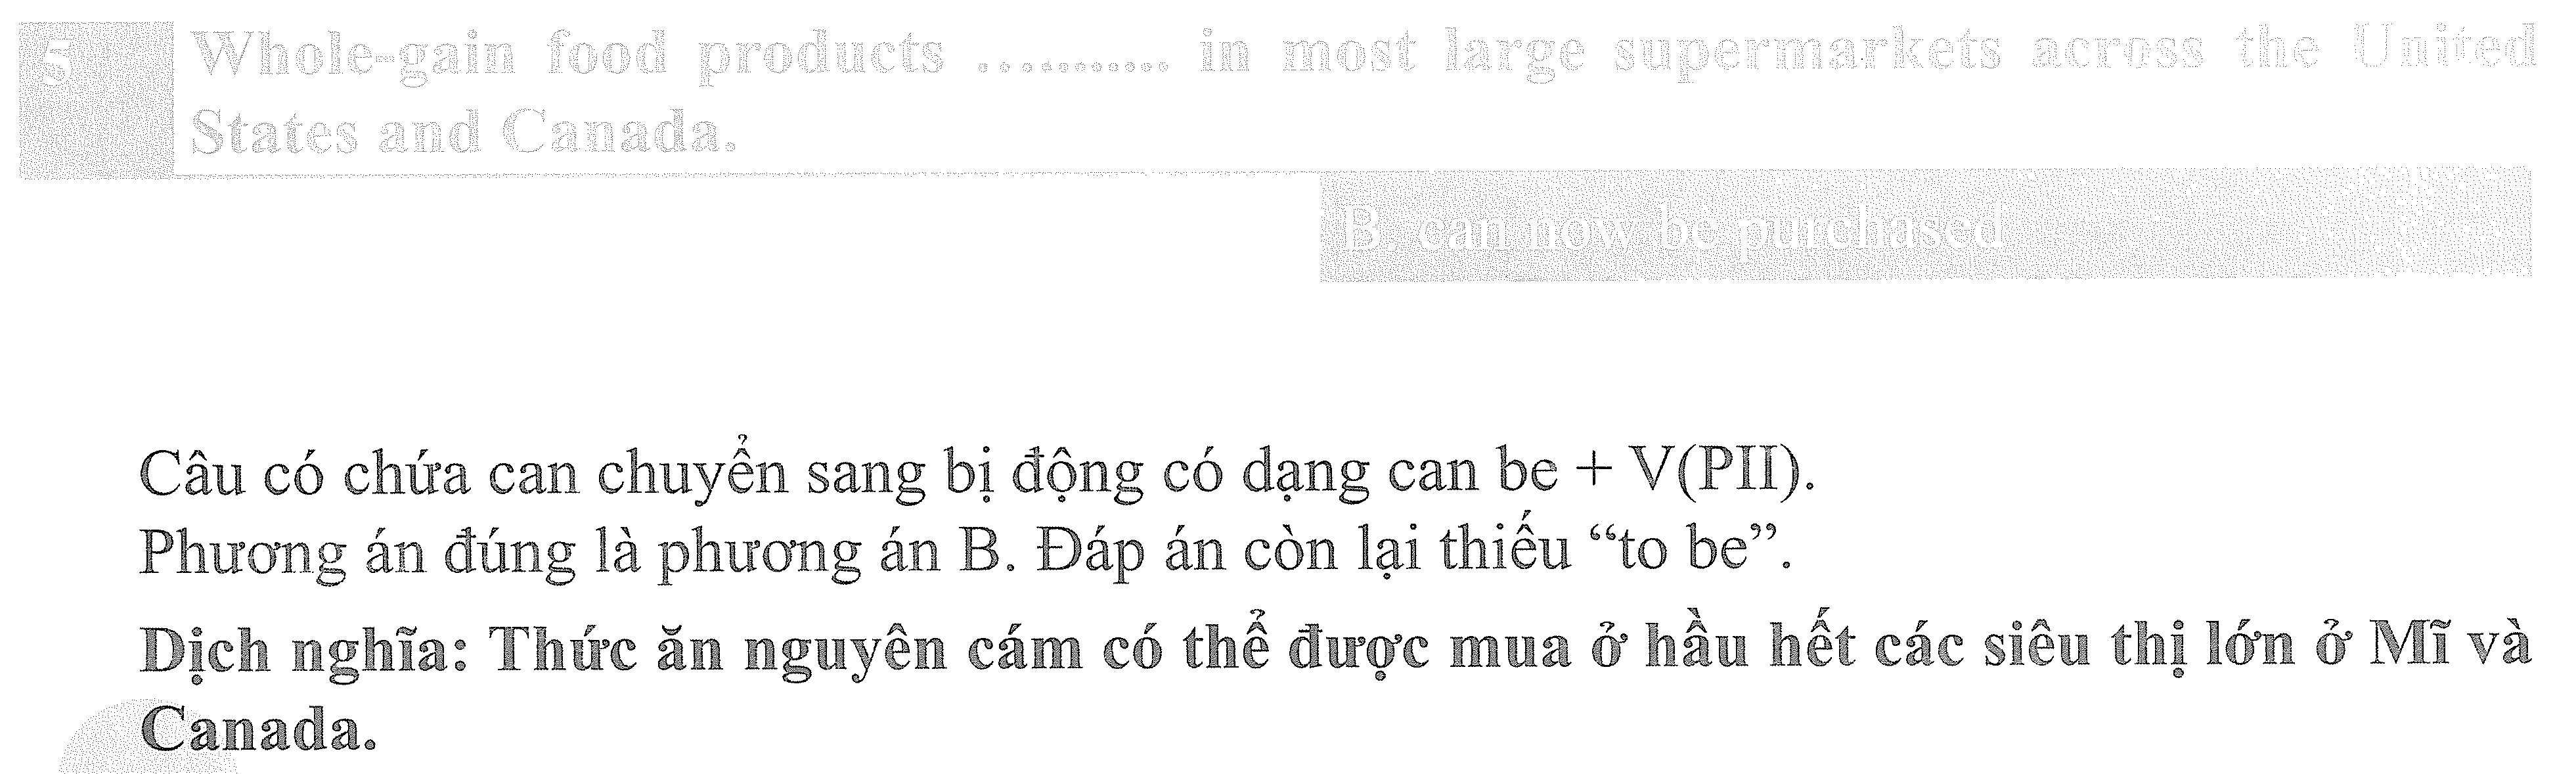 5 Whole-gain food products ........... in most large supermarkets across the United
States and Canada.
B. can now be purchased
Câu có chứa can chuyển sang bị động có dạng can be + V(PII).
Phương án đúng là phương án B. Đáp án còn lại thiếu “to be”.
Dịch nghĩa: Thức ăn nguyên cám có thể được mua ở hầu hết các siêu thị lớn ở Mĩ và
Canada.